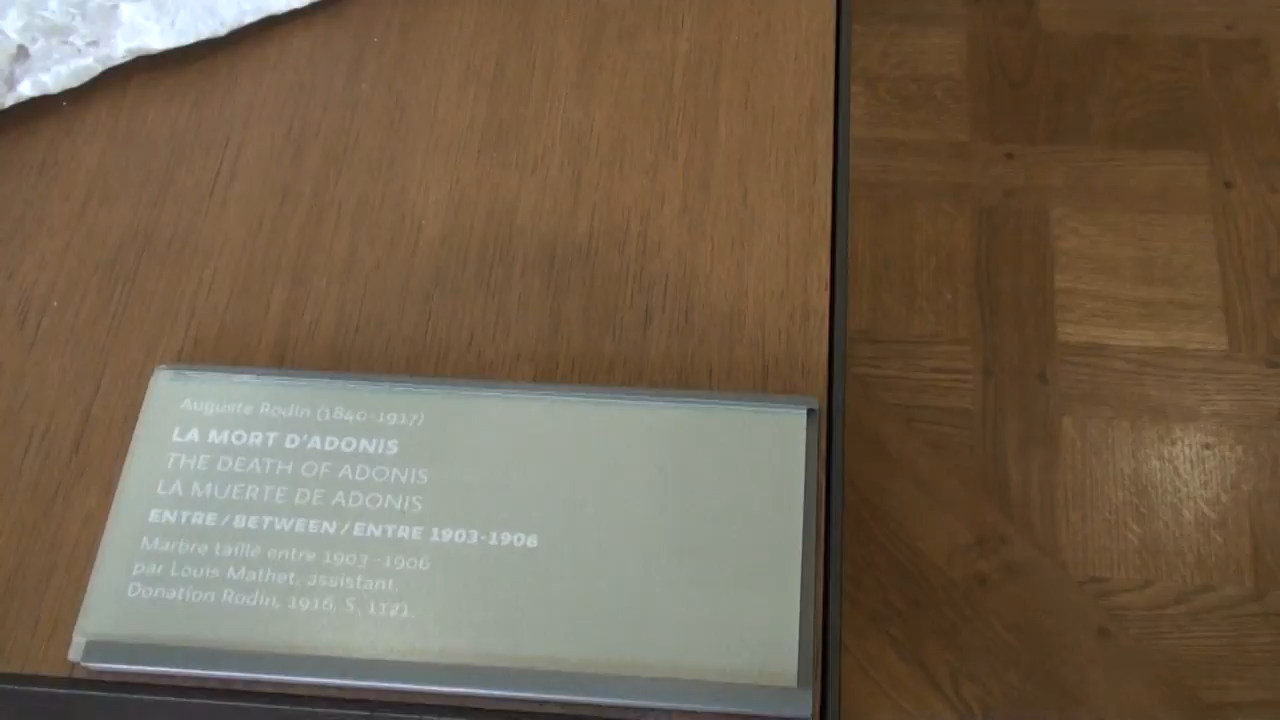 Auguste Rodin (1840-1917)
LA MORT D'ADONIS
THE DEATH OF ADONIS
LA MUERTE DE ADONIS
ENTRE / BETWEEN / ENTRE 1903-1906
Marbre taillé entre 1903 -1906
par Louis Mathet, assistant.
Donation Rodin, 1916. S. 1121.